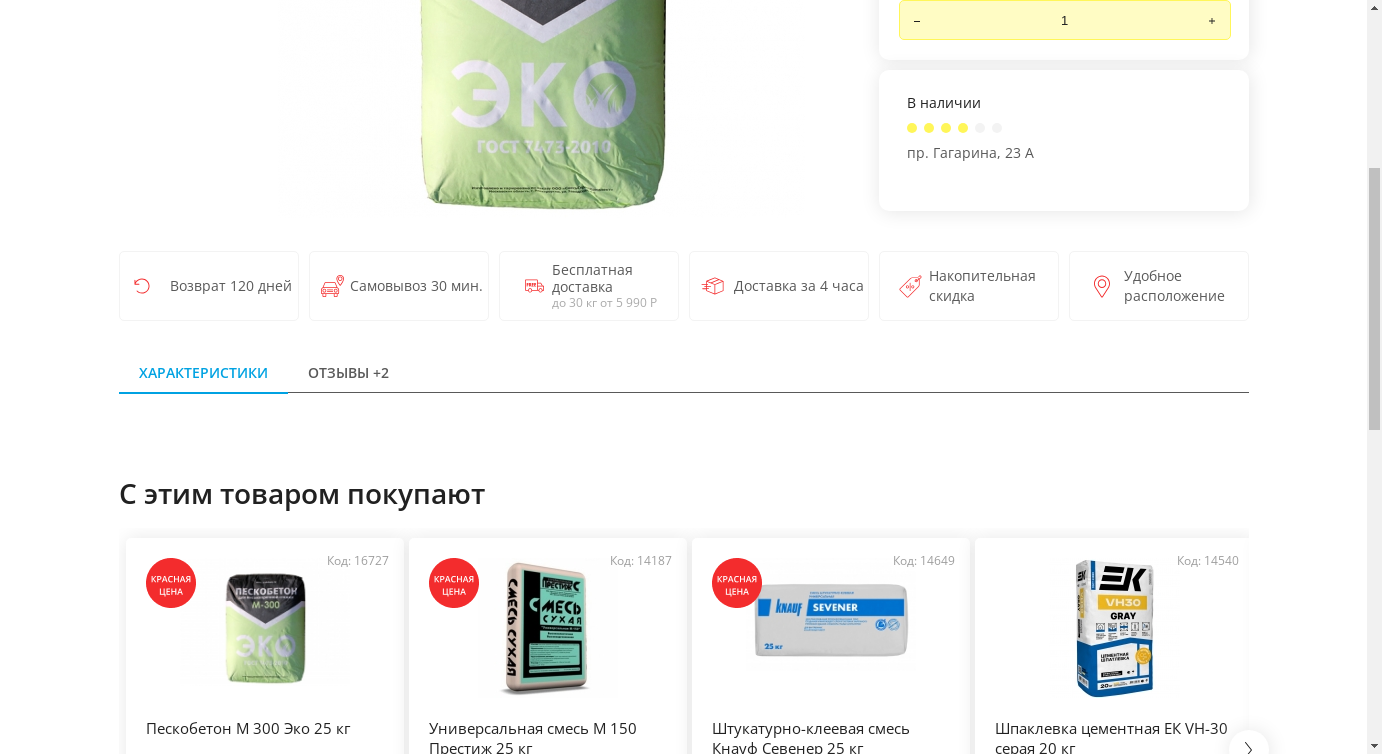 ЭКО
ГОСТ 7473-2010
–
1
+
В наличии
пр. Гагарина, 23 А
Возврат 120 дней
Самовывоз 30 мин.
FREE
Бесплатная
доставка
до 30 кг от 5 990 Р
Доставка за 4 часа
Накопительная
скидка
Удобное
расположение
ХАРАКТЕРИСТИКИ
ОТЗЫВЫ +2
С этим товаром покупают
КРАСНАЯ
ЦЕНА
Код: 16727
ПЕСКОБЕТОН
М-300
ЭКО
Пескобетон М 300 Эко 25 кг
КРАСНАЯ
ЦЕНА
Код: 14187
ПРЕСТИЖ
СМЕСЬ
СУХАЯ
СМЕСЬ СУХАЯ
Универсальная смесь М 150
Престиж 25 кг
КРАСНАЯ
ЦЕНА
Код: 14649
KNAUF
SEVENER
25 кг
Штукатурно-клеевая смесь
Кнауф Севенер 25 кг
Код: 14540
EK
VH30
GRAY
ЦЕМЕНТНАЯ
ШПАТЛЕВКА
20 кг
Шпаклевка цементная ЕК VH-30
серая 20 кг